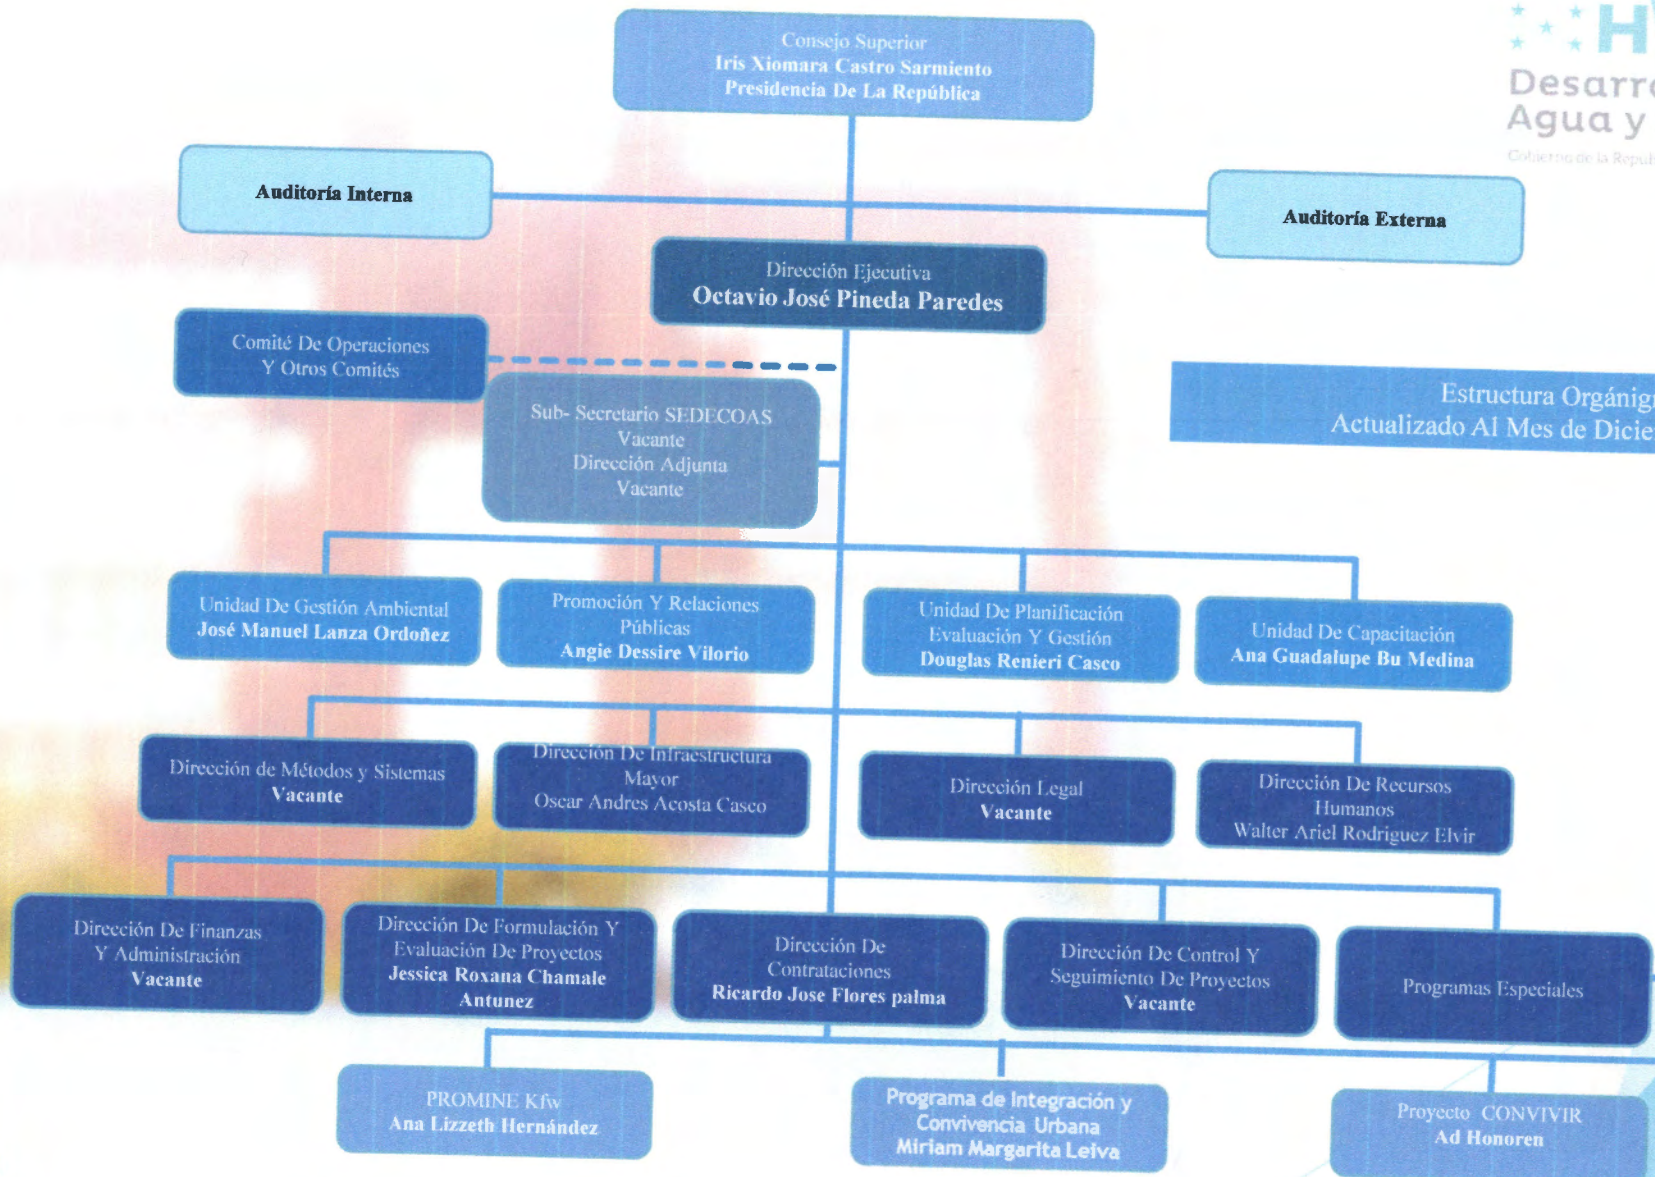 Consejo Superior
Iris Xiomara Castro Sarmiento
Presidencia De La República
Desarro
Agua y
Gobierno de la Repúb
Auditoría Interna
Auditoría Externa
Dirección Ejecutiva
Octavio José Pineda Paredes
Comité De Operaciones
Y Otros Comités
Estructura Orgánigr
Actualizado Al Mes de Dicie
Sub- Secretario SEDECOAS
Vacante
Dirección Adjunta
Vacante
Unidad De Gestión Ambiental
José Manuel Lanza Ordoñez
Promoción Y Relaciones
Públicas
Angie Dessire Vilorio
Unidad De Planificación
Evaluación Y Gestión
Douglas Renieri Casco
Unidad De Capacitación
Ana Guadalupe Bu Medina
Dirección de Métodos y Sistemas
Vacante
Dirección De Infraestructura
Mayor
Oscar Andres Acosta Casco
Dirección Legal
Vacante
Dirección De Recursos
Humanos
Walter Ariel Rodriguez Elvir
Dirección De Finanzas
Y Administración
Vacante
Dirección De Formulación Y
Evaluación De Proyectos
Jessica Roxana Chamale
Antunez
Dirección De
Contrataciones
Ricardo Jose Flores palma
Dirección De Control Y
Seguimiento De Proyectos
Vacante
Programas Especiales
PROMINE Kfw
Ana Lizzeth Hernández
Programa de Integración y
Convivencia Urbana
Miriam Margarita Leiva
Proyecto CONVIVIR
Ad Honoren